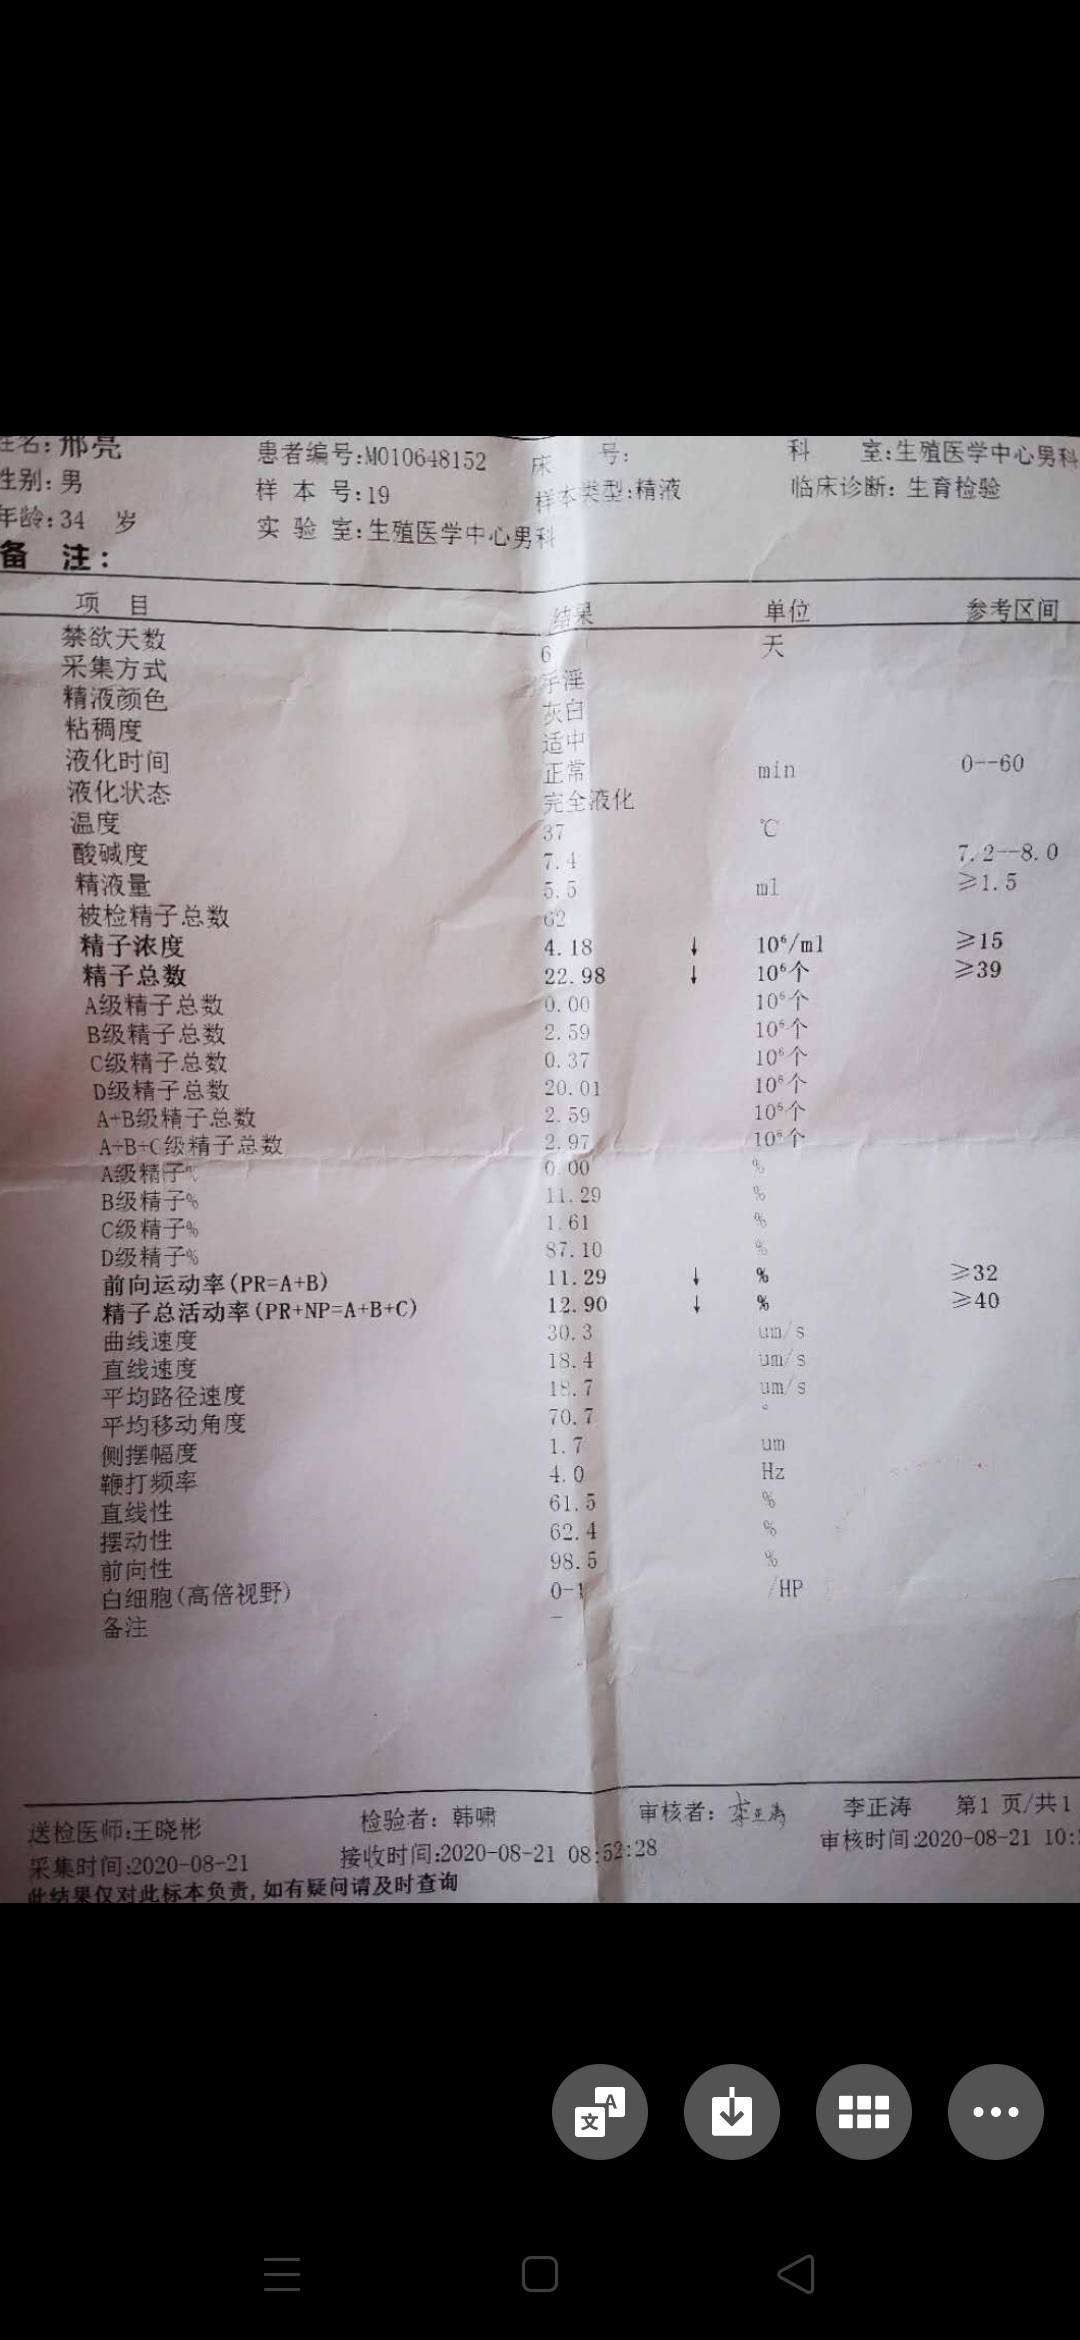 姓名:邢亮 患者编号:M010648152 床 号: 科 室:生殖医学中心男科
性别:男 样 本 号:19 样本类型:精液 临床诊断:生育检验
年龄:34 岁 实 验 室:生殖医学中心男科
备 注:
项 目 结果 单位 参考区间
禁欲天数 6 天
采集方式 手淫
精液颜色 灰白
粘稠度 适中
液化时间 正常 min 0--60
液化状态 完全液化
温度 37 ℃
酸碱度 7.4 7.2--8.0
精液量 5.5 ml ≥1.5
被检精子总数 62
精子浓度 4.18 ↓ 10⁶/ml ≥15
精子总数 22.98 ↓ 10⁶个 ≥39
A级精子总数 0.00 10⁶个
B级精子总数 2.59 10⁶个
C级精子总数 0.37 10⁶个
D级精子总数 20.01 10⁶个
A+B级精子总数 2.59 10⁶个
A+B+C级精子总数 2.97 10⁶个
A级精子% 0.00 %
B级精子% 11.29 %
C级精子% 1.61 %
D级精子% 87.10 %
前向运动率(PR=A+B) 11.29 ↓ % ≥32
精子总活动率(PR+NP=A+B+C) 12.90 ↓ % ≥40
曲线速度 30.3 um/s
直线速度 18.4 um/s
平均路径速度 18.7 um/s
平均移动角度 70.7 °
侧摆幅度 1.7 um
鞭打频率 4.0 Hz
直线性 61.5 %
摆动性 62.4 %
前向性 98.5 %
白细胞(高倍视野) 0-1 /HP
备注 -
送检医师:王晓彬 检验者:韩啸 审核者:李正涛 李正涛 第1 页/共1
采集时间:2020-08-21 接收时间:2020-08-21 08:52:28 审核时间:2020-08-21 10:
此结果仅对此标本负责,如有疑问请及时查询